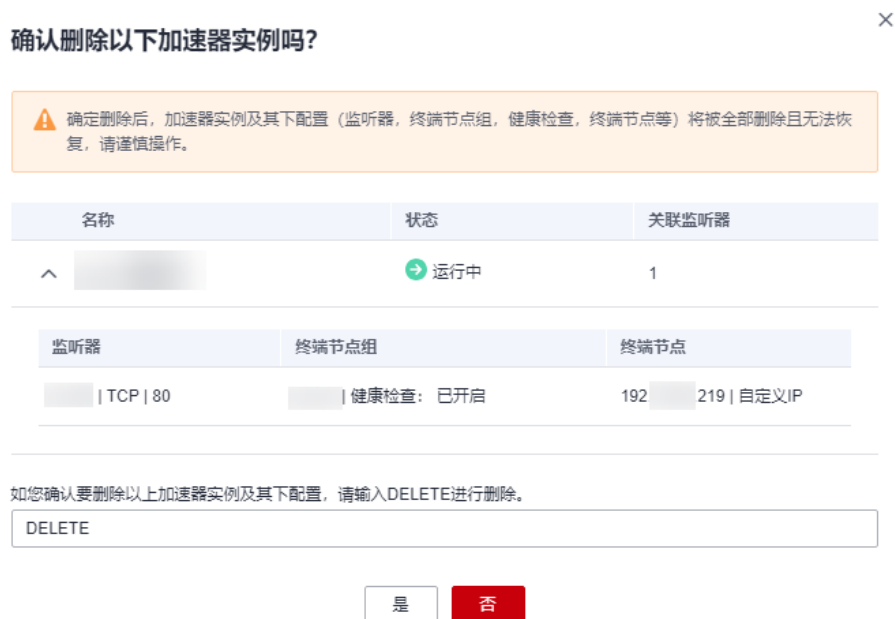 确认删除以下加速器实例吗？
确定删除后，加速器实例及其下配置（监听器，终端节点组，健康检查，终端节点等）将被全部删除且无法恢
复，请谨慎操作。
名称 状态 关联监听器
运行中 1
监听器 终端节点组 终端节点
| TCP | 80 | 健康检查： 已开启 192 219 | 自定义IP
如您确认要删除以上加速器实例及其下配置，请输入DELETE进行删除。
DELETE
是 否